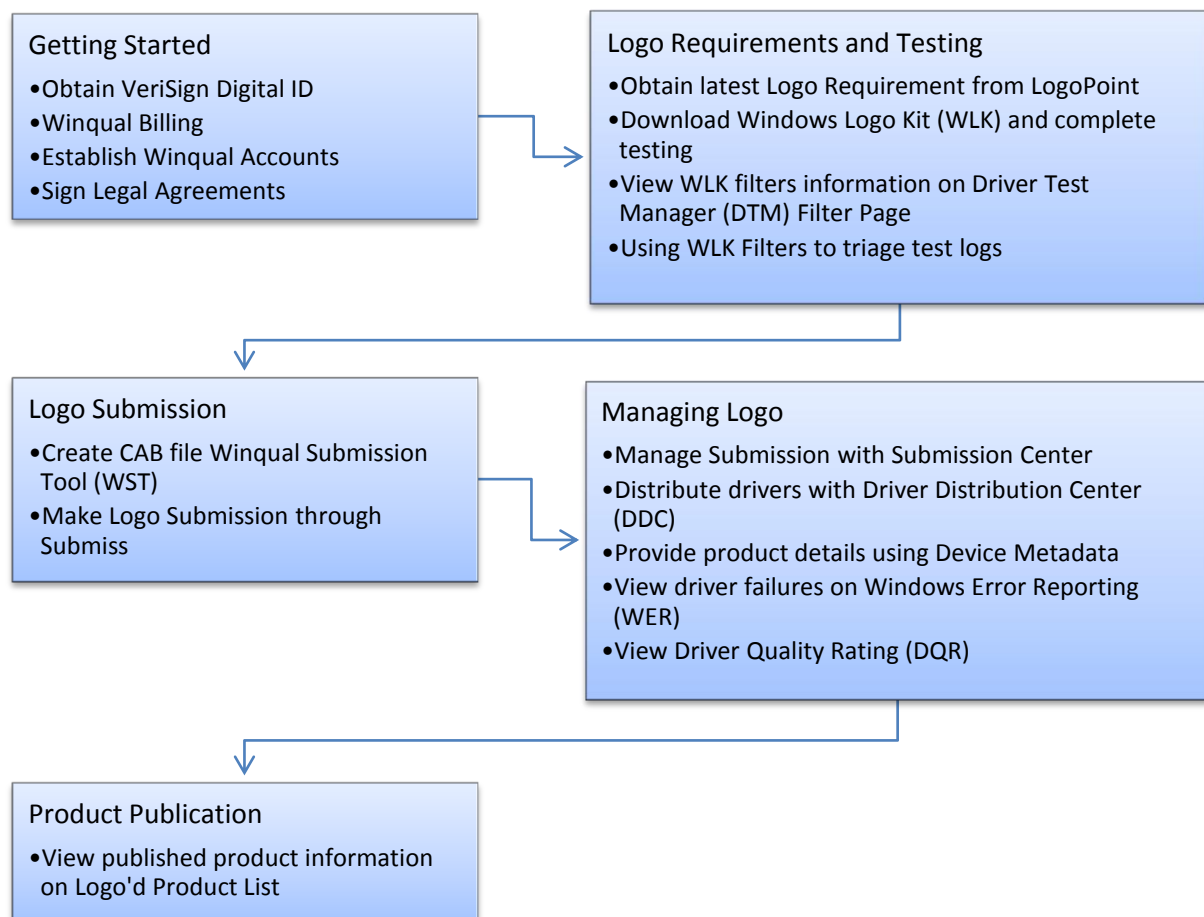 Getting Started
•Obtain VeriSign Digital ID
•Winqual Billing
•Establish Winqual Accounts
•Sign Legal Agreements
Logo Requirements and Testing
•Obtain latest Logo Requirement from LogoPoint
•Download Windows Logo Kit (WLK) and complete
testing
•View WLK filters information on Driver Test
Manager (DTM) Filter Page
•Using WLK Filters to triage test logs
Logo Submission
•Create CAB file Winqual Submission
Tool (WST)
•Make Logo Submission through
Submiss
Managing Logo
•Manage Submission with Submission Center
•Distribute drivers with Driver Distribution Center
(DDC)
•Provide product details using Device Metadata
•View driver failures on Windows Error Reporting
(WER)
•View Driver Quality Rating (DQR)
Product Publication
•View published product information
on Logo'd Product List